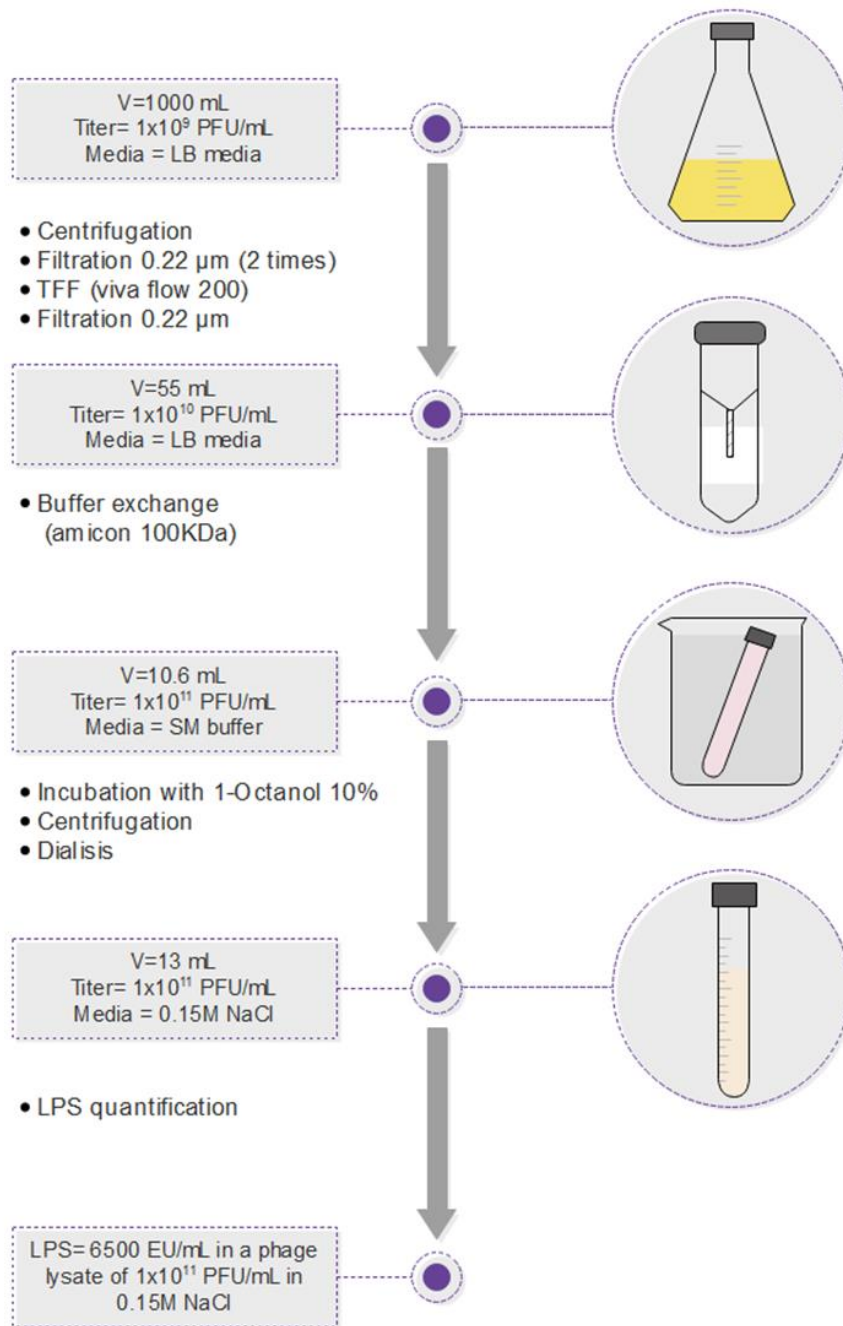 V=1000 mL
Titer= 1x10⁹ PFU/mL
Media = LB media
• Centrifugation
• Filtration 0.22 µm (2 times)
• TFF (viva flow 200)
• Filtration 0.22 µm
V=55 mL
Titer= 1x10¹⁰ PFU/mL
Media = LB media
• Buffer exchange
(amicon 100KDa)
V=10.6 mL
Titer= 1x10¹¹ PFU/mL
Media = SM buffer
• Incubation with 1-Octanol 10%
• Centrifugation
• Dialisis
V=13 mL
Titer= 1x10¹¹ PFU/mL
Media = 0.15M NaCl
• LPS quantification
LPS= 6500 EU/mL in a phage
lysate of 1x10¹¹ PFU/mL in
0.15M NaCl